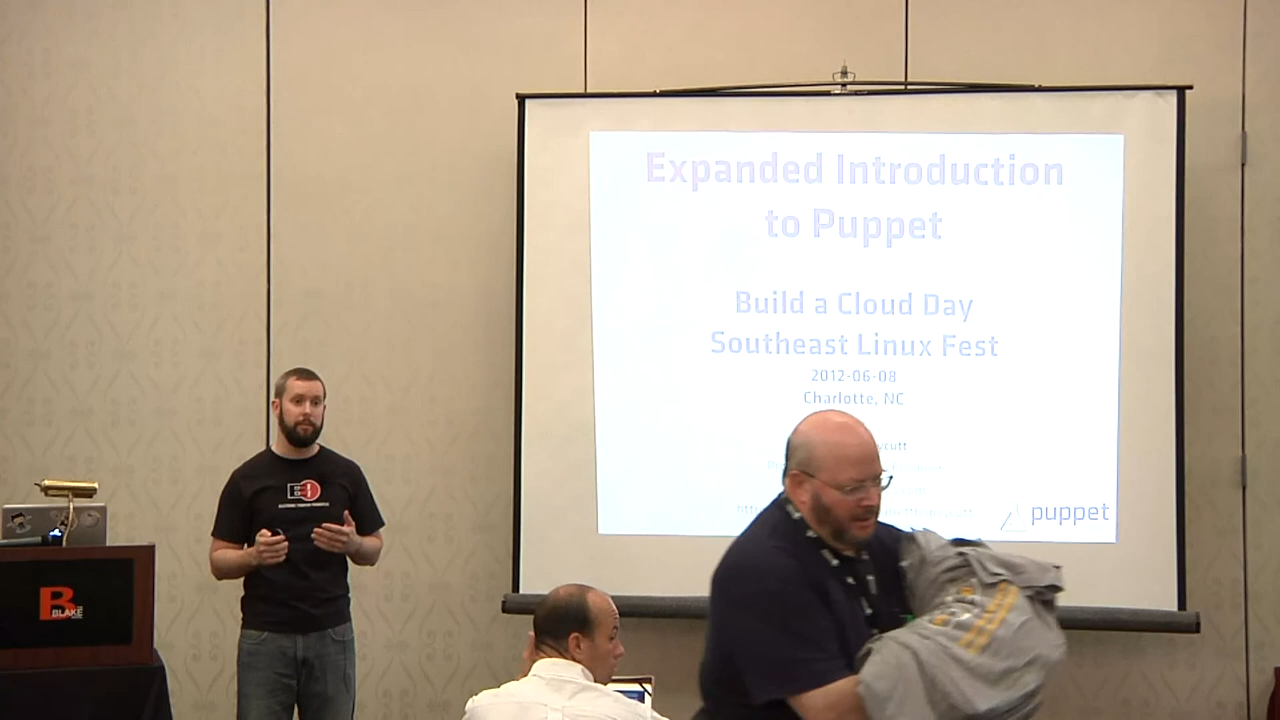 Expanded Introduction
to Puppet
Build a Cloud Day
Southeast Linux Fest
2012-06-08
Charlotte, NC
puppet
B
BLAKE